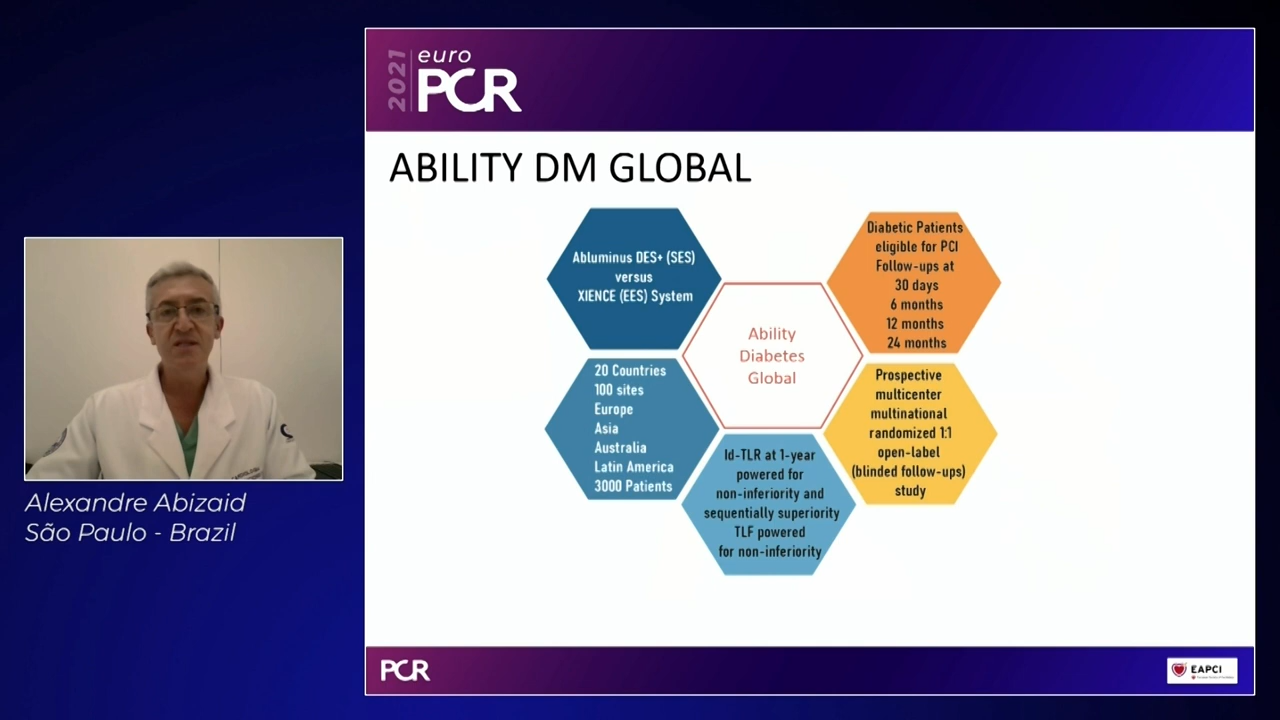 2021
euro
PCR
ABILITY DM GLOBAL
Abluminus DES+ (SES)
versus
XIENCE (EES) System
Diabetic Patients
eligible for PCI
Follow-ups at
30 days
6 months
12 months
24 months
Ability
Diabetes
Global
20 Countries
100 sites
Europe
Asia
Australia
Latin America
3000 Patients
Prospective
multicenter
multinational
randomized 1:1
open-label
(blinded follow-ups)
study
Id-TLR at 1-year
powered for
non-inferiority and
sequentially superiority
TLF powered
for non-inferiority
Alexandre Abizaid
São Paulo - Brazil
PCR
EAPCI